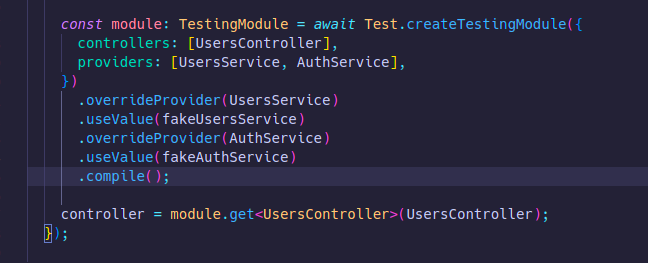 const module: TestingModule = await Test.createTestingModule({
controllers: [UsersController],
providers: [UsersService, AuthService],
})
.overrideProvider(UsersService)
.useValue(fakeUsersService)
.overrideProvider(AuthService)
.useValue(fakeAuthService)
.compile();
controller = module.get<UsersController>(UsersController);
});